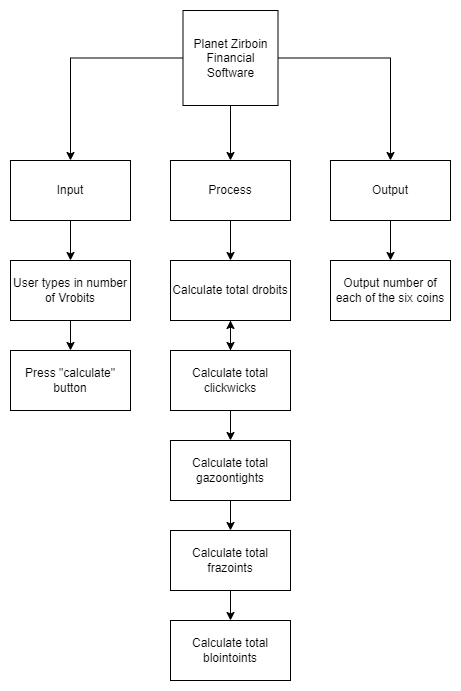 Planet Zirboin
Financial
Software
Input
Process
Output
User types in number
of Vrobits
Calculate total drobits
Output number of
each of the six coins
Press "calculate"
button
Calculate total
clickwicks
Calculate total
gazoontights
Calculate total
frazoints
Calculate total
blointoints